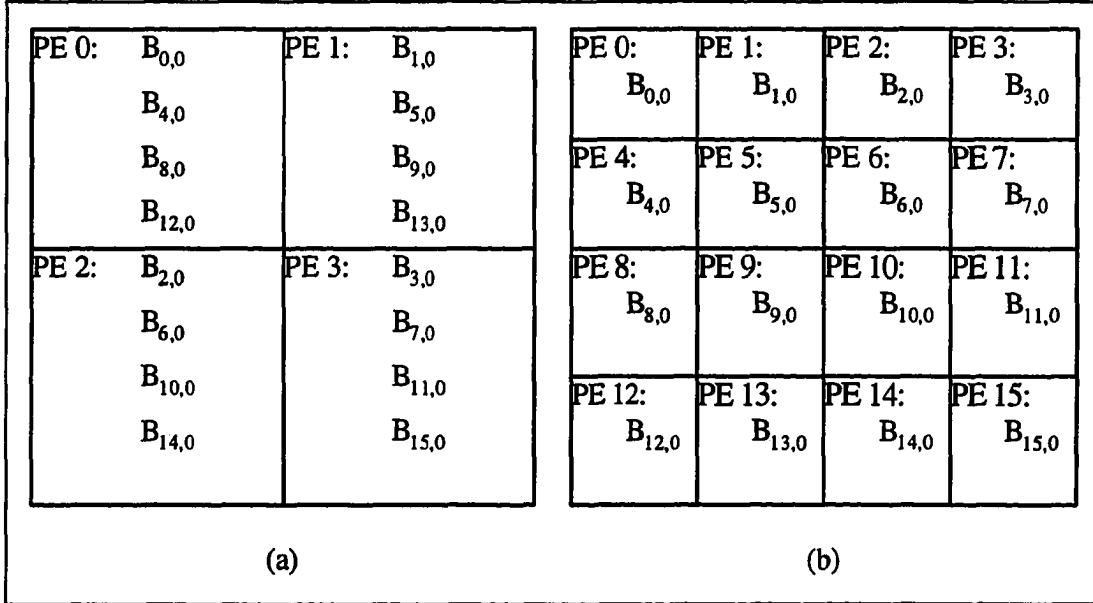 PE 0: B0,0 PE 1: B1,0
B4,0 B5,0
B8,0 B9,0
B12,0 B13,0
PE 2: B2,0 PE 3: B3,0
B6,0 B7,0
B10,0 B11,0
B14,0 B15,0
(a)
PE 0: PE 1: PE 2: PE 3:
B0,0 B1,0 B2,0 B3,0
PE 4: PE 5: PE 6: PE 7:
B4,0 B5,0 B6,0 B7,0
PE 8: PE 9: PE 10: PE 11:
B8,0 B9,0 B10,0 B11,0
PE 12: PE 13: PE 14: PE 15:
B12,0 B13,0 B14,0 B15,0
(b)